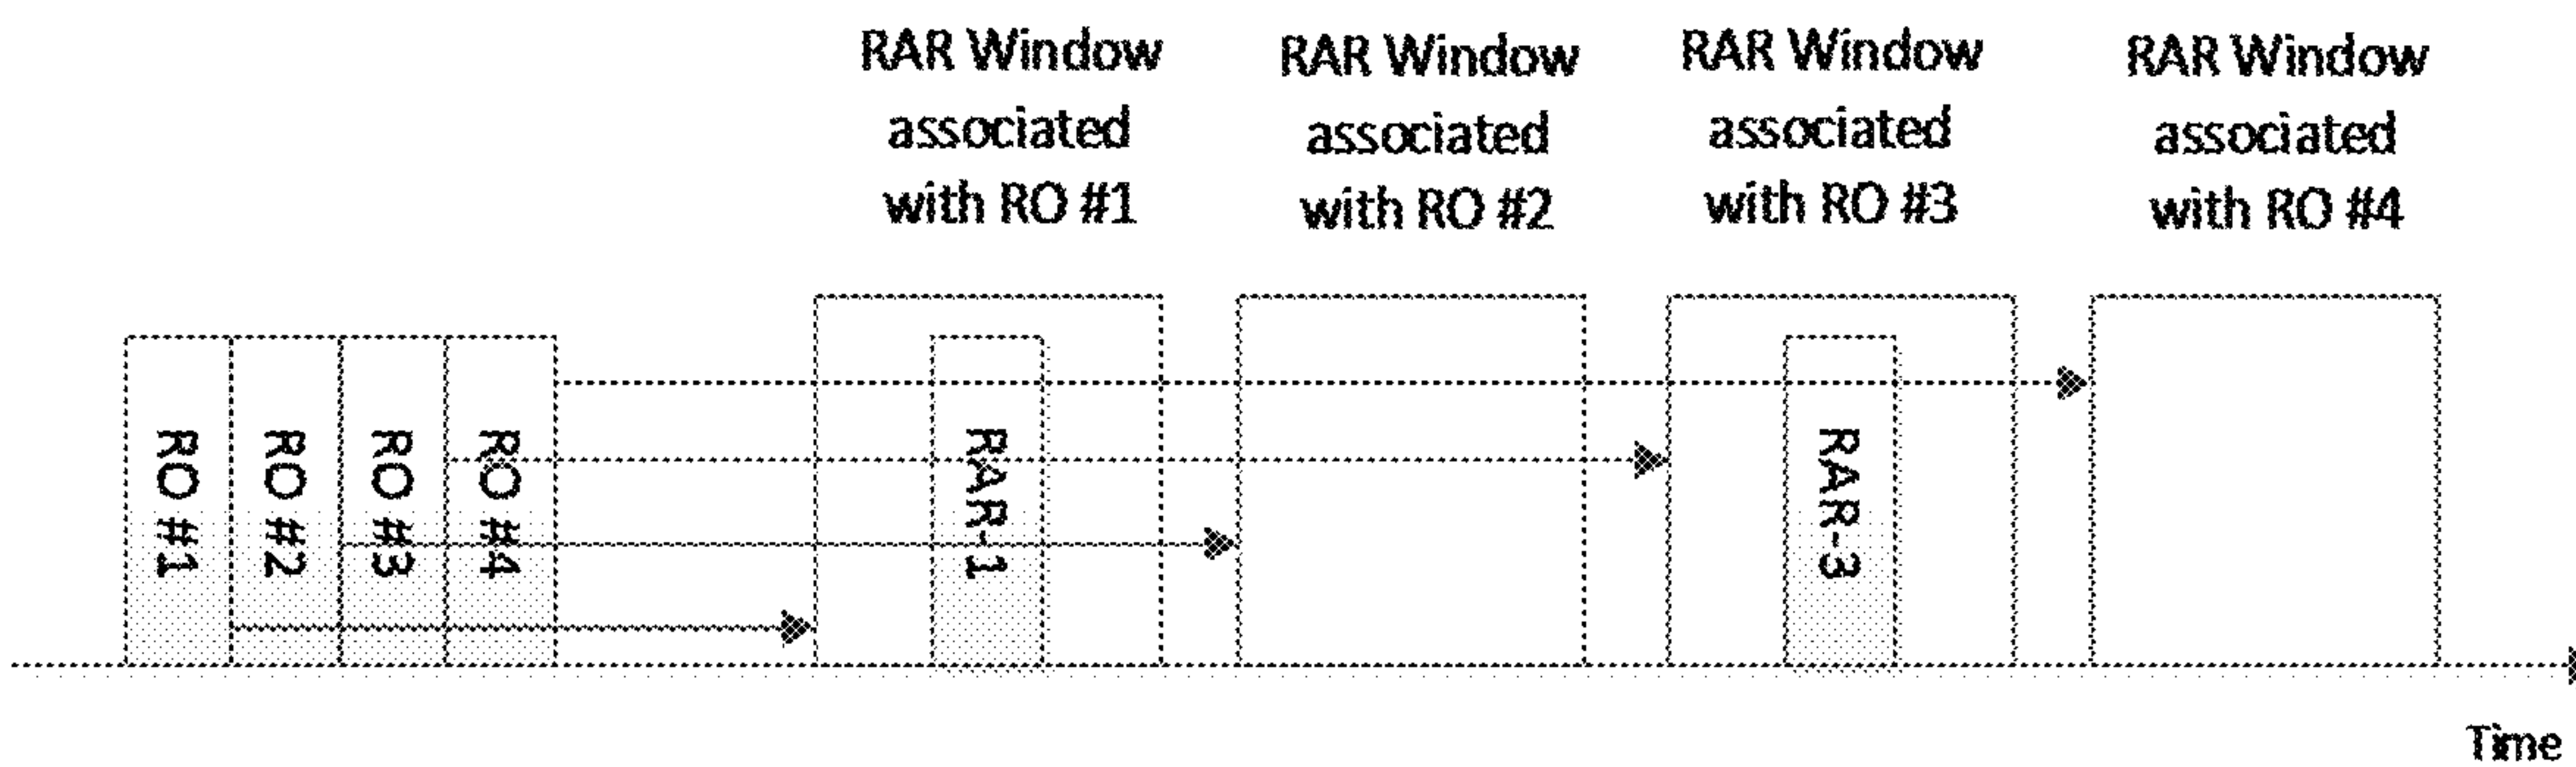 RAR Window
associated
with RO #1
RAR Window
associated
with RO #2
RAR Window
associated
with RO #3
RAR Window
associated
with RO #4
RO #1
RO #2
RO #3
RO #4
RAR-1
RAR-3
Time